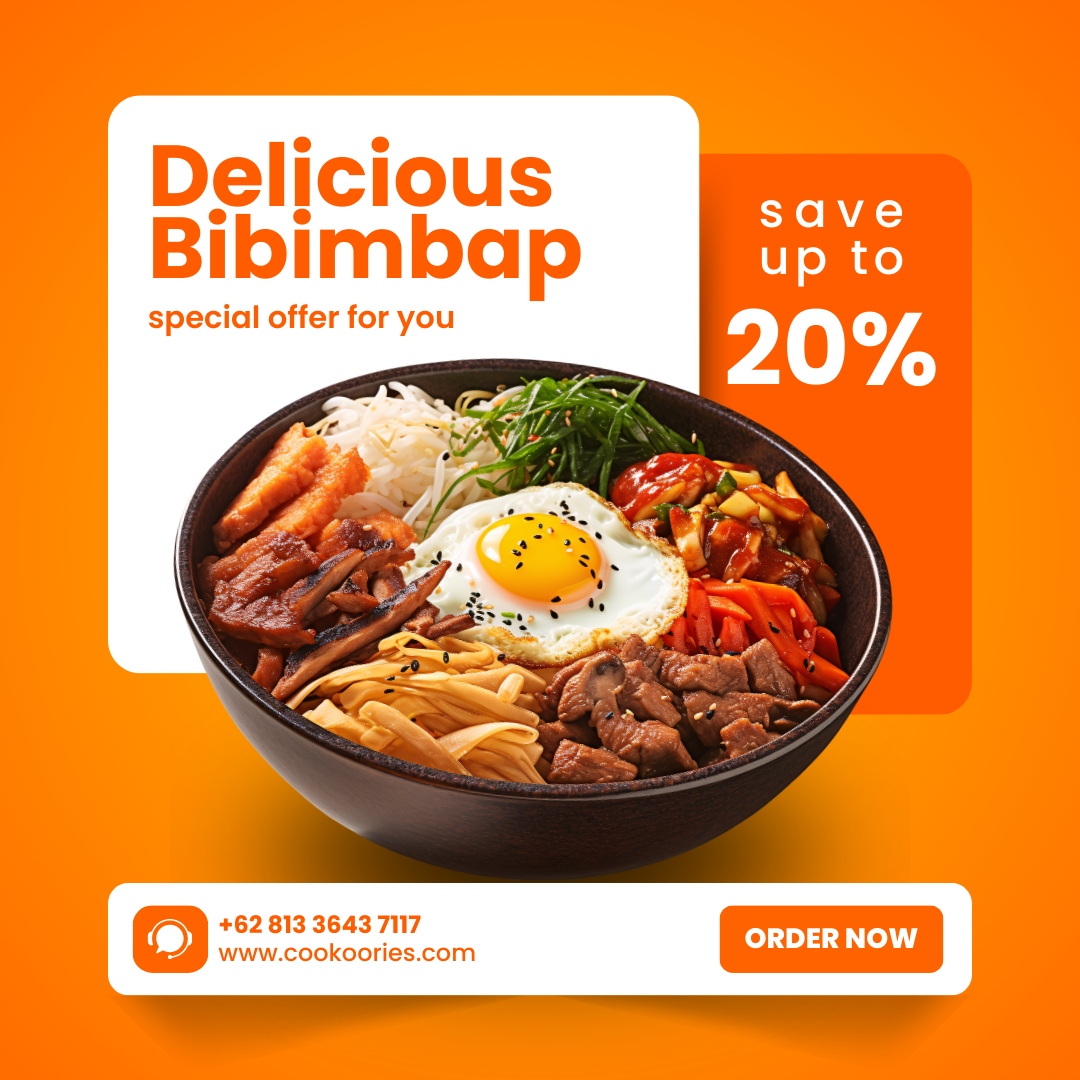 Delicious
Bibimbap
special offer for you
save
up to
20%
+62 813 3643 7117
www.cookoories.com
ORDER NOW